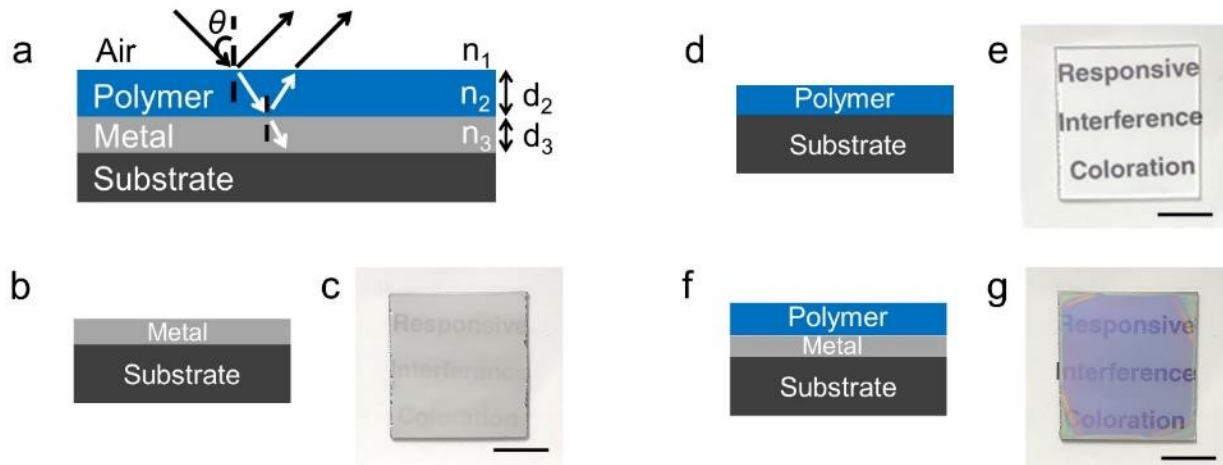 a
θ
Air
n₁
Polymer
n₂
d₂
Metal
n₃
d₃
Substrate
b
Metal
Substrate
c
Responsive
Interference
Coloration
d
Polymer
Substrate
e
Responsive
Interference
Coloration
f
Polymer
Metal
Substrate
g
Responsive
Interference
Coloration